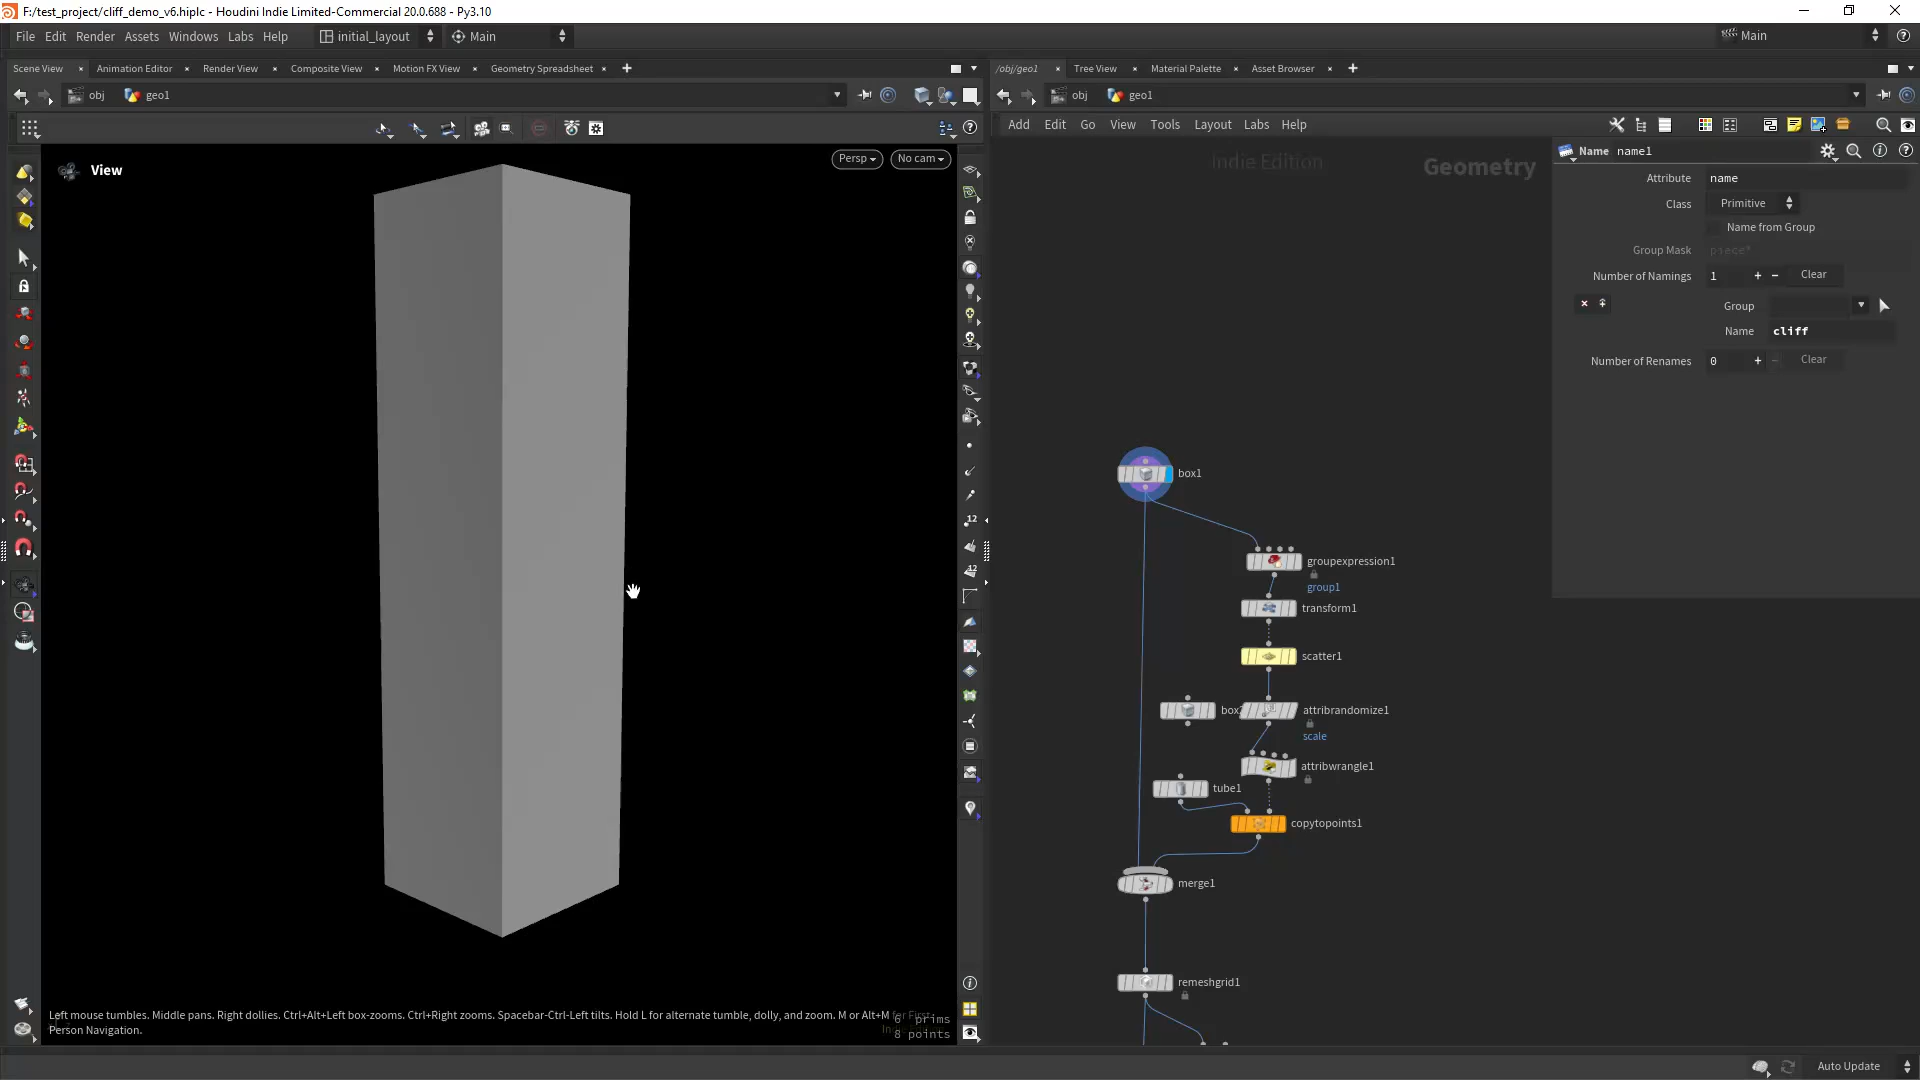 F:/test_project/cliff_demo_v6.hiplc - Houdini Indie Limited-Commercial 20.0.688 - Py3.10
File Edit Render Assets Windows Labs Help initial_layout Main Main
Scene View Animation Editor Render View Composite View Motion FX View Geometry Spreadsheet
/obj/geo1 Tree View Material Palette Asset Browser
obj geo1
obj geo1
Add Edit Go View Tools Layout Labs Help
View
Persp No cam
Indie Edition
Geometry
Name name1
Attribute name
Class Primitive
Name from Group
Group Mask piece*
Number of Namings 1 + − Clear
Group
Name cliff
Number of Renames 0 + − Clear
box1
groupexpression1
group1
transform1
scatter1
box
attribrandomize1
scale
attribwrangle1
tube1
copytopoints1
merge1
remeshgrid1
12
12
Left mouse tumbles. Middle pans. Right dollies. Ctrl+Alt+Left box-zooms. Ctrl+Right zooms. Spacebar-Ctrl-Left tilts. Hold L for alternate tumble, dolly, and zoom. M or Alt+M for First
Person Navigation.
6 prims
8 points
Auto Update